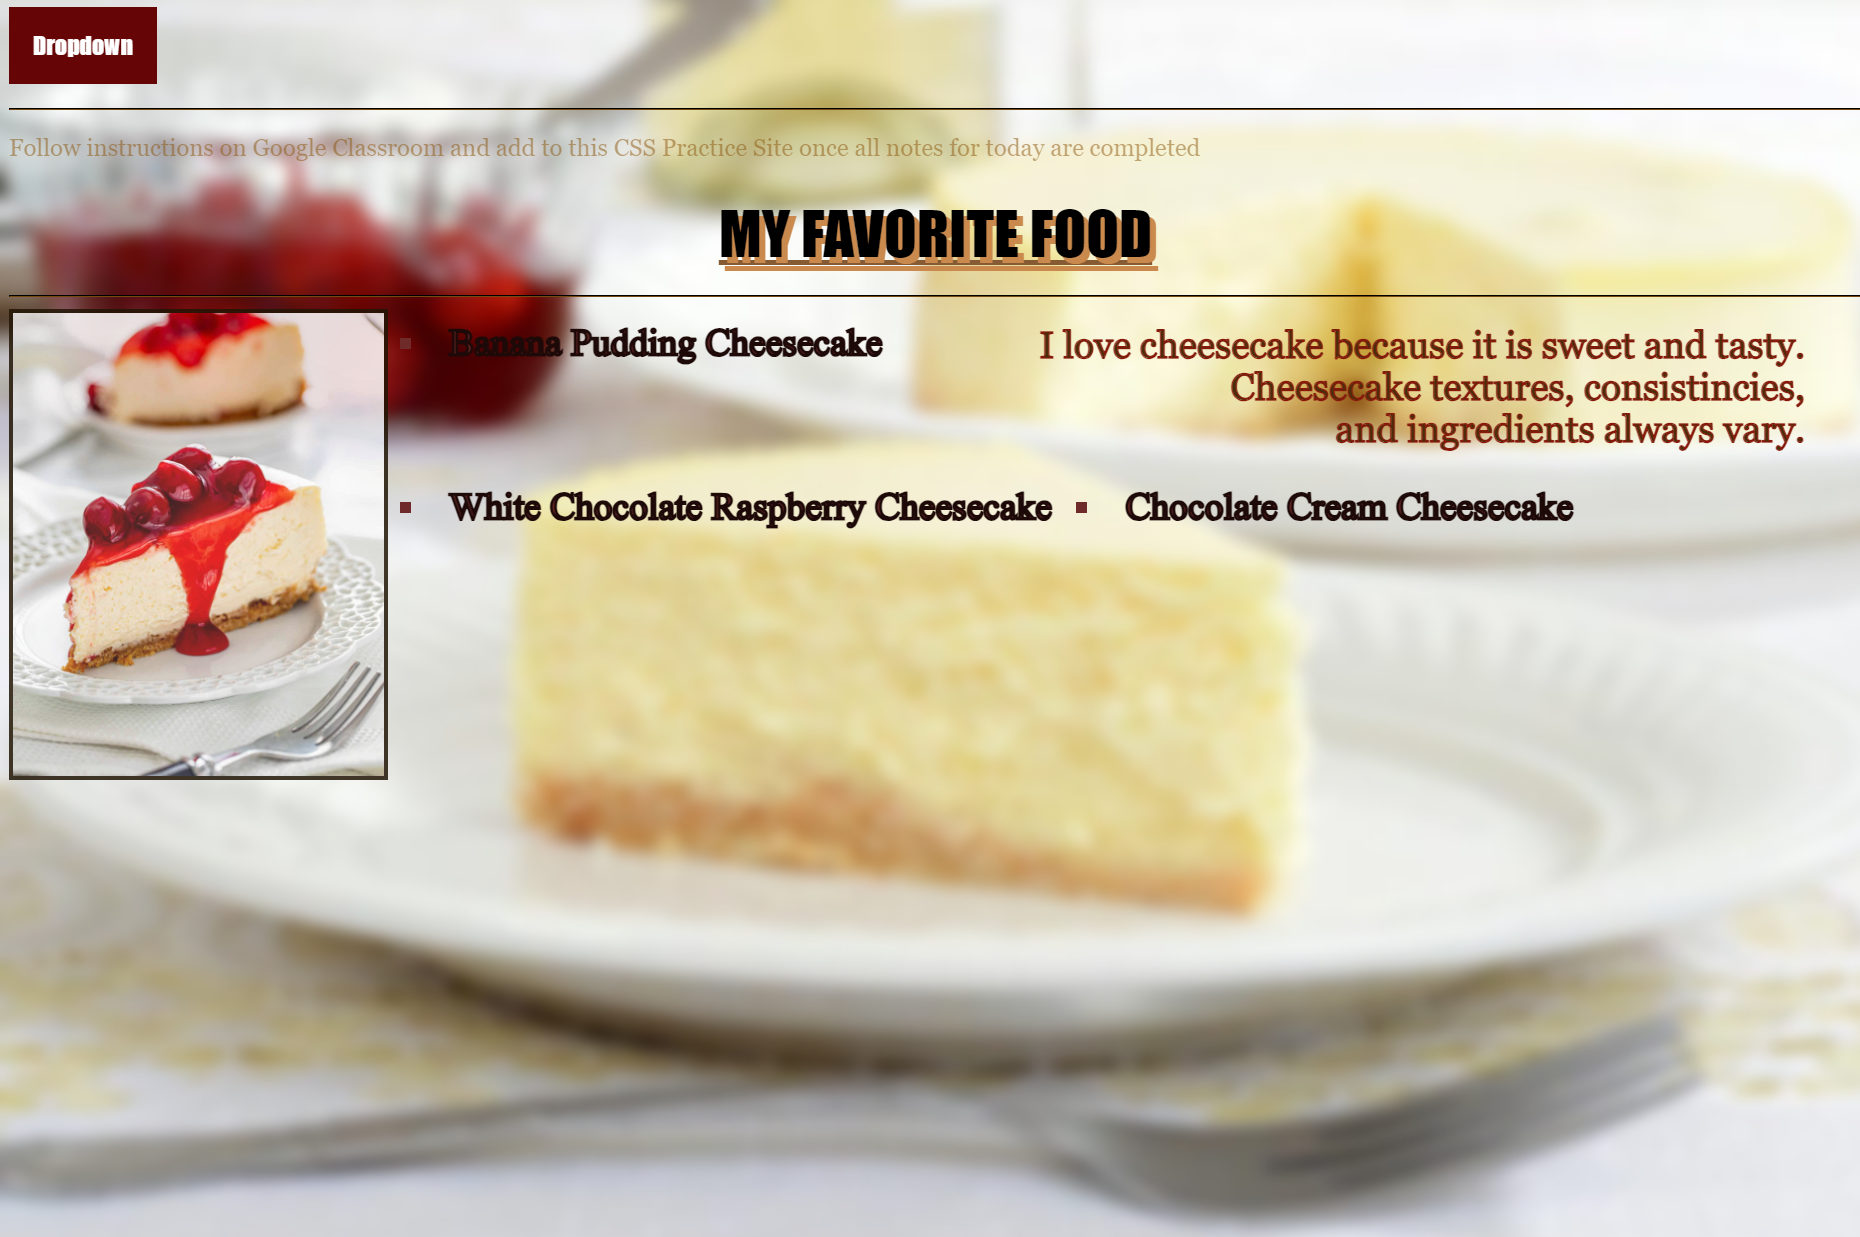 Dropdown
Follow instructions on Google Classroom and add to this CSS Practice Site once all notes for today are completed
MY FAVORITE FOOD
Banana Pudding Cheesecake
I love cheesecake because it is sweet and tasty.
Cheesecake textures, consistincies,
and ingredients always vary.
White Chocolate Raspberry Cheesecake
Chocolate Cream Cheesecake